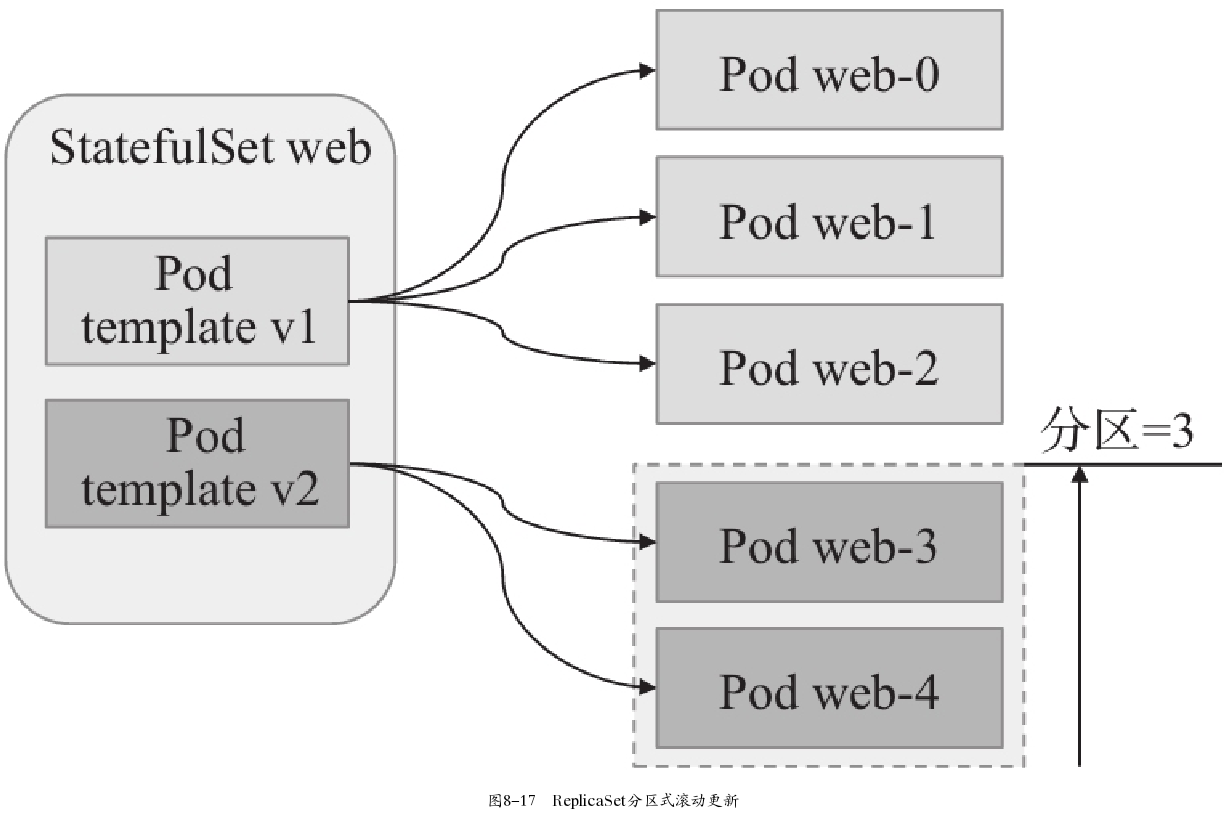 StatefulSet web
Pod
template v1
Pod
template v2
Pod web-0
Pod web-1
Pod web-2
分区=3
Pod web-3
Pod web-4
图8-17 ReplicaSet分区式滚动更新